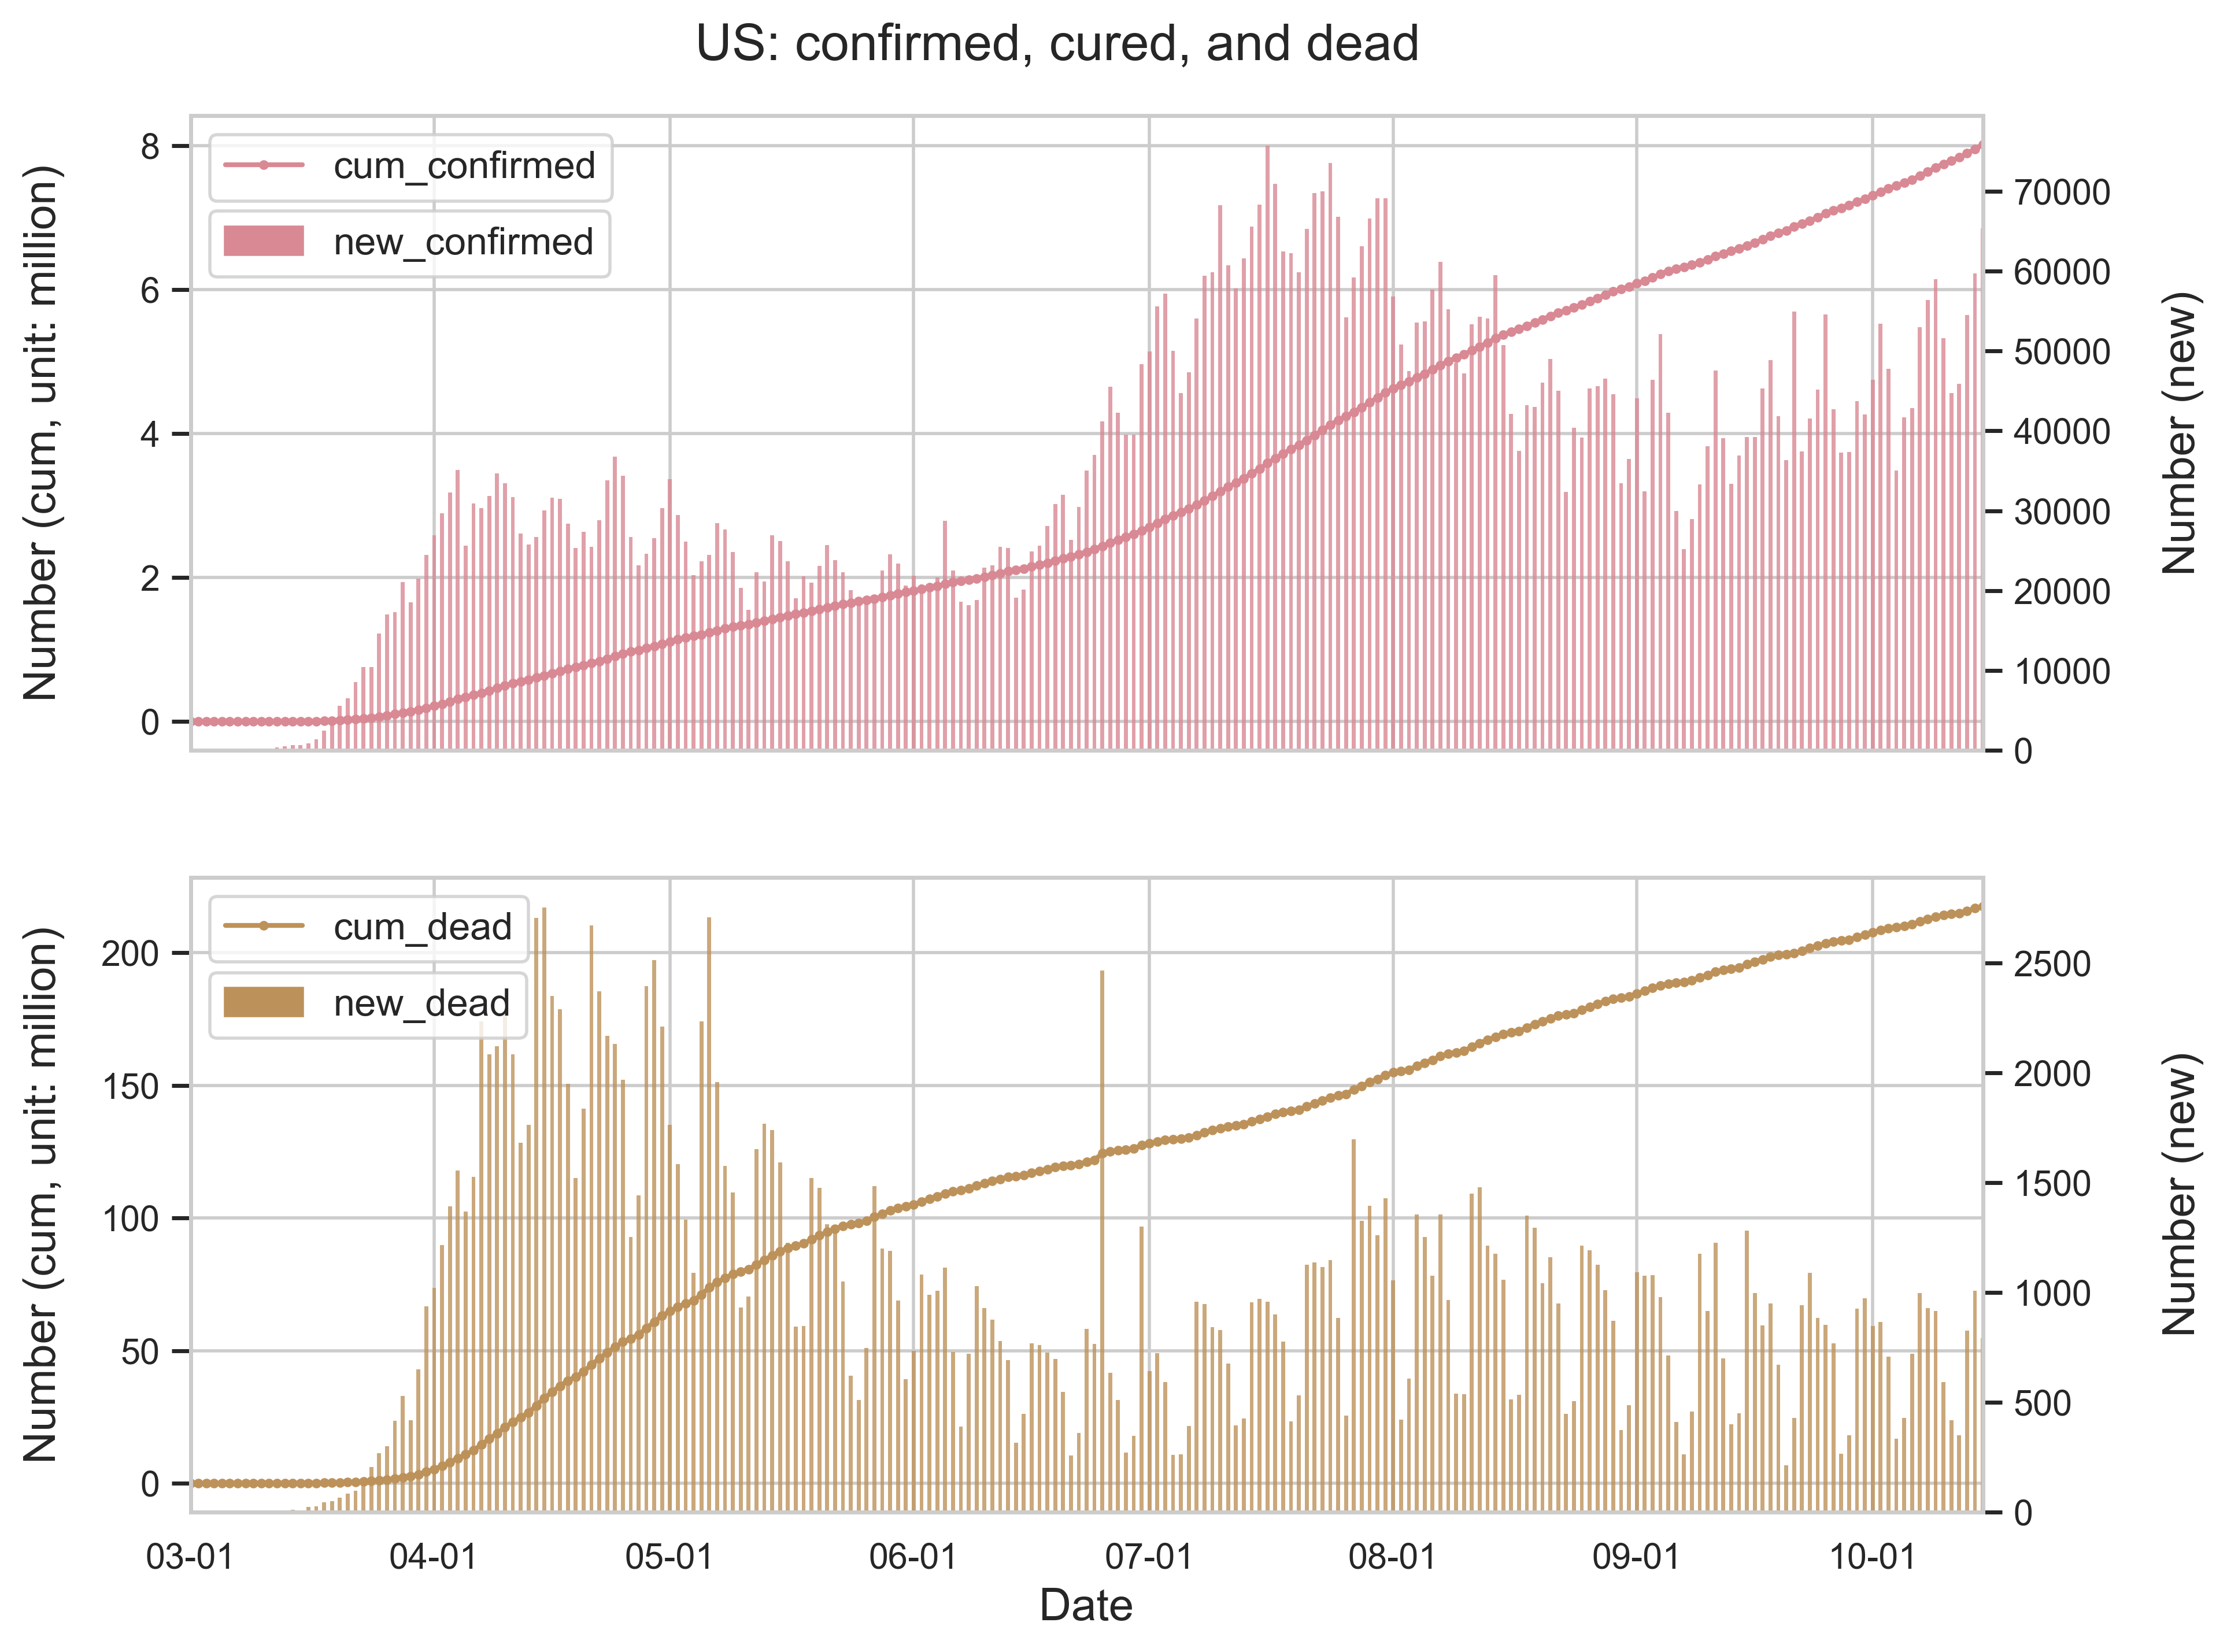 US: confirmed, cured, and dead
Number (cum, unit: million)
8
6
4
2
0
cum_confirmed
new_confirmed
70000
60000
50000
40000
30000
20000
10000
0
Number (new)
Number (cum, unit: million)
200
150
100
50
0
cum_dead
new_dead
2500
2000
1500
1000
500
0
Number (new)
03-01 04-01 05-01 06-01 07-01 08-01 09-01 10-01
Date